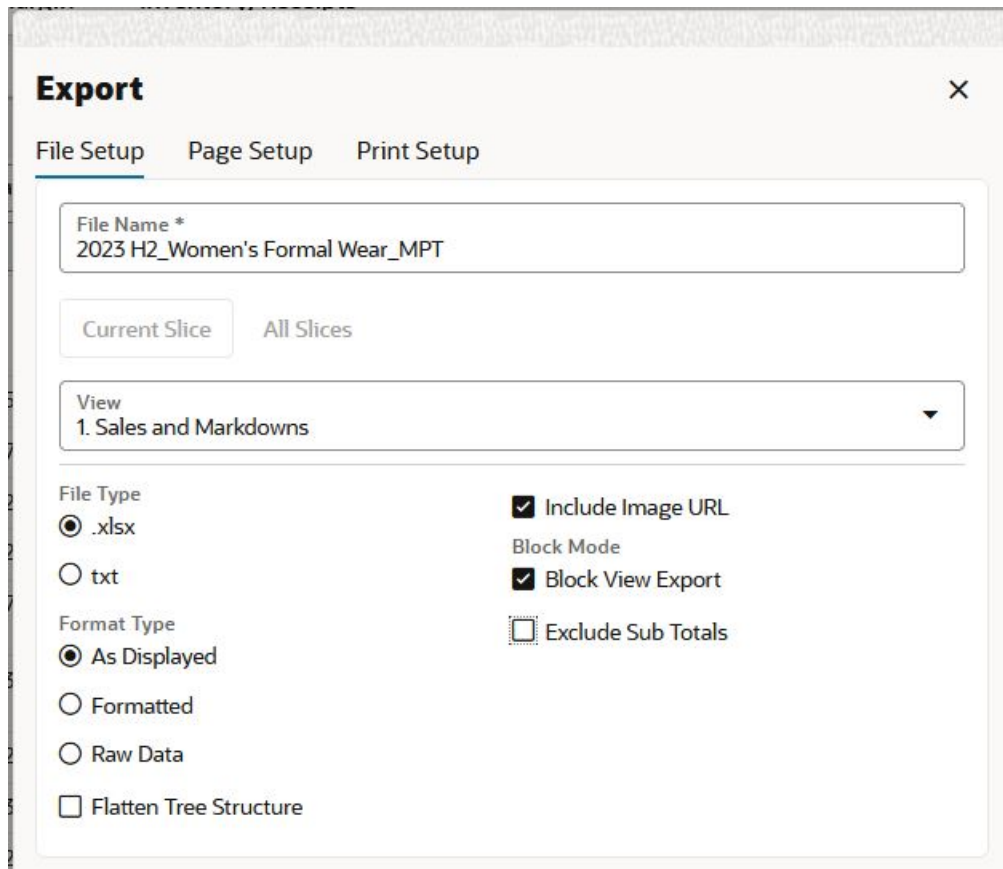 Export
File Setup Page Setup Print Setup
File Name *
2023 H2_Women's Formal Wear_MPT
Current Slice All Slices
View
1. Sales and Markdowns
File Type
.xlsx
txt
Format Type
As Displayed
Formatted
Raw Data
Flatten Tree Structure
Include Image URL
Block Mode
Block View Export
Exclude Sub Totals